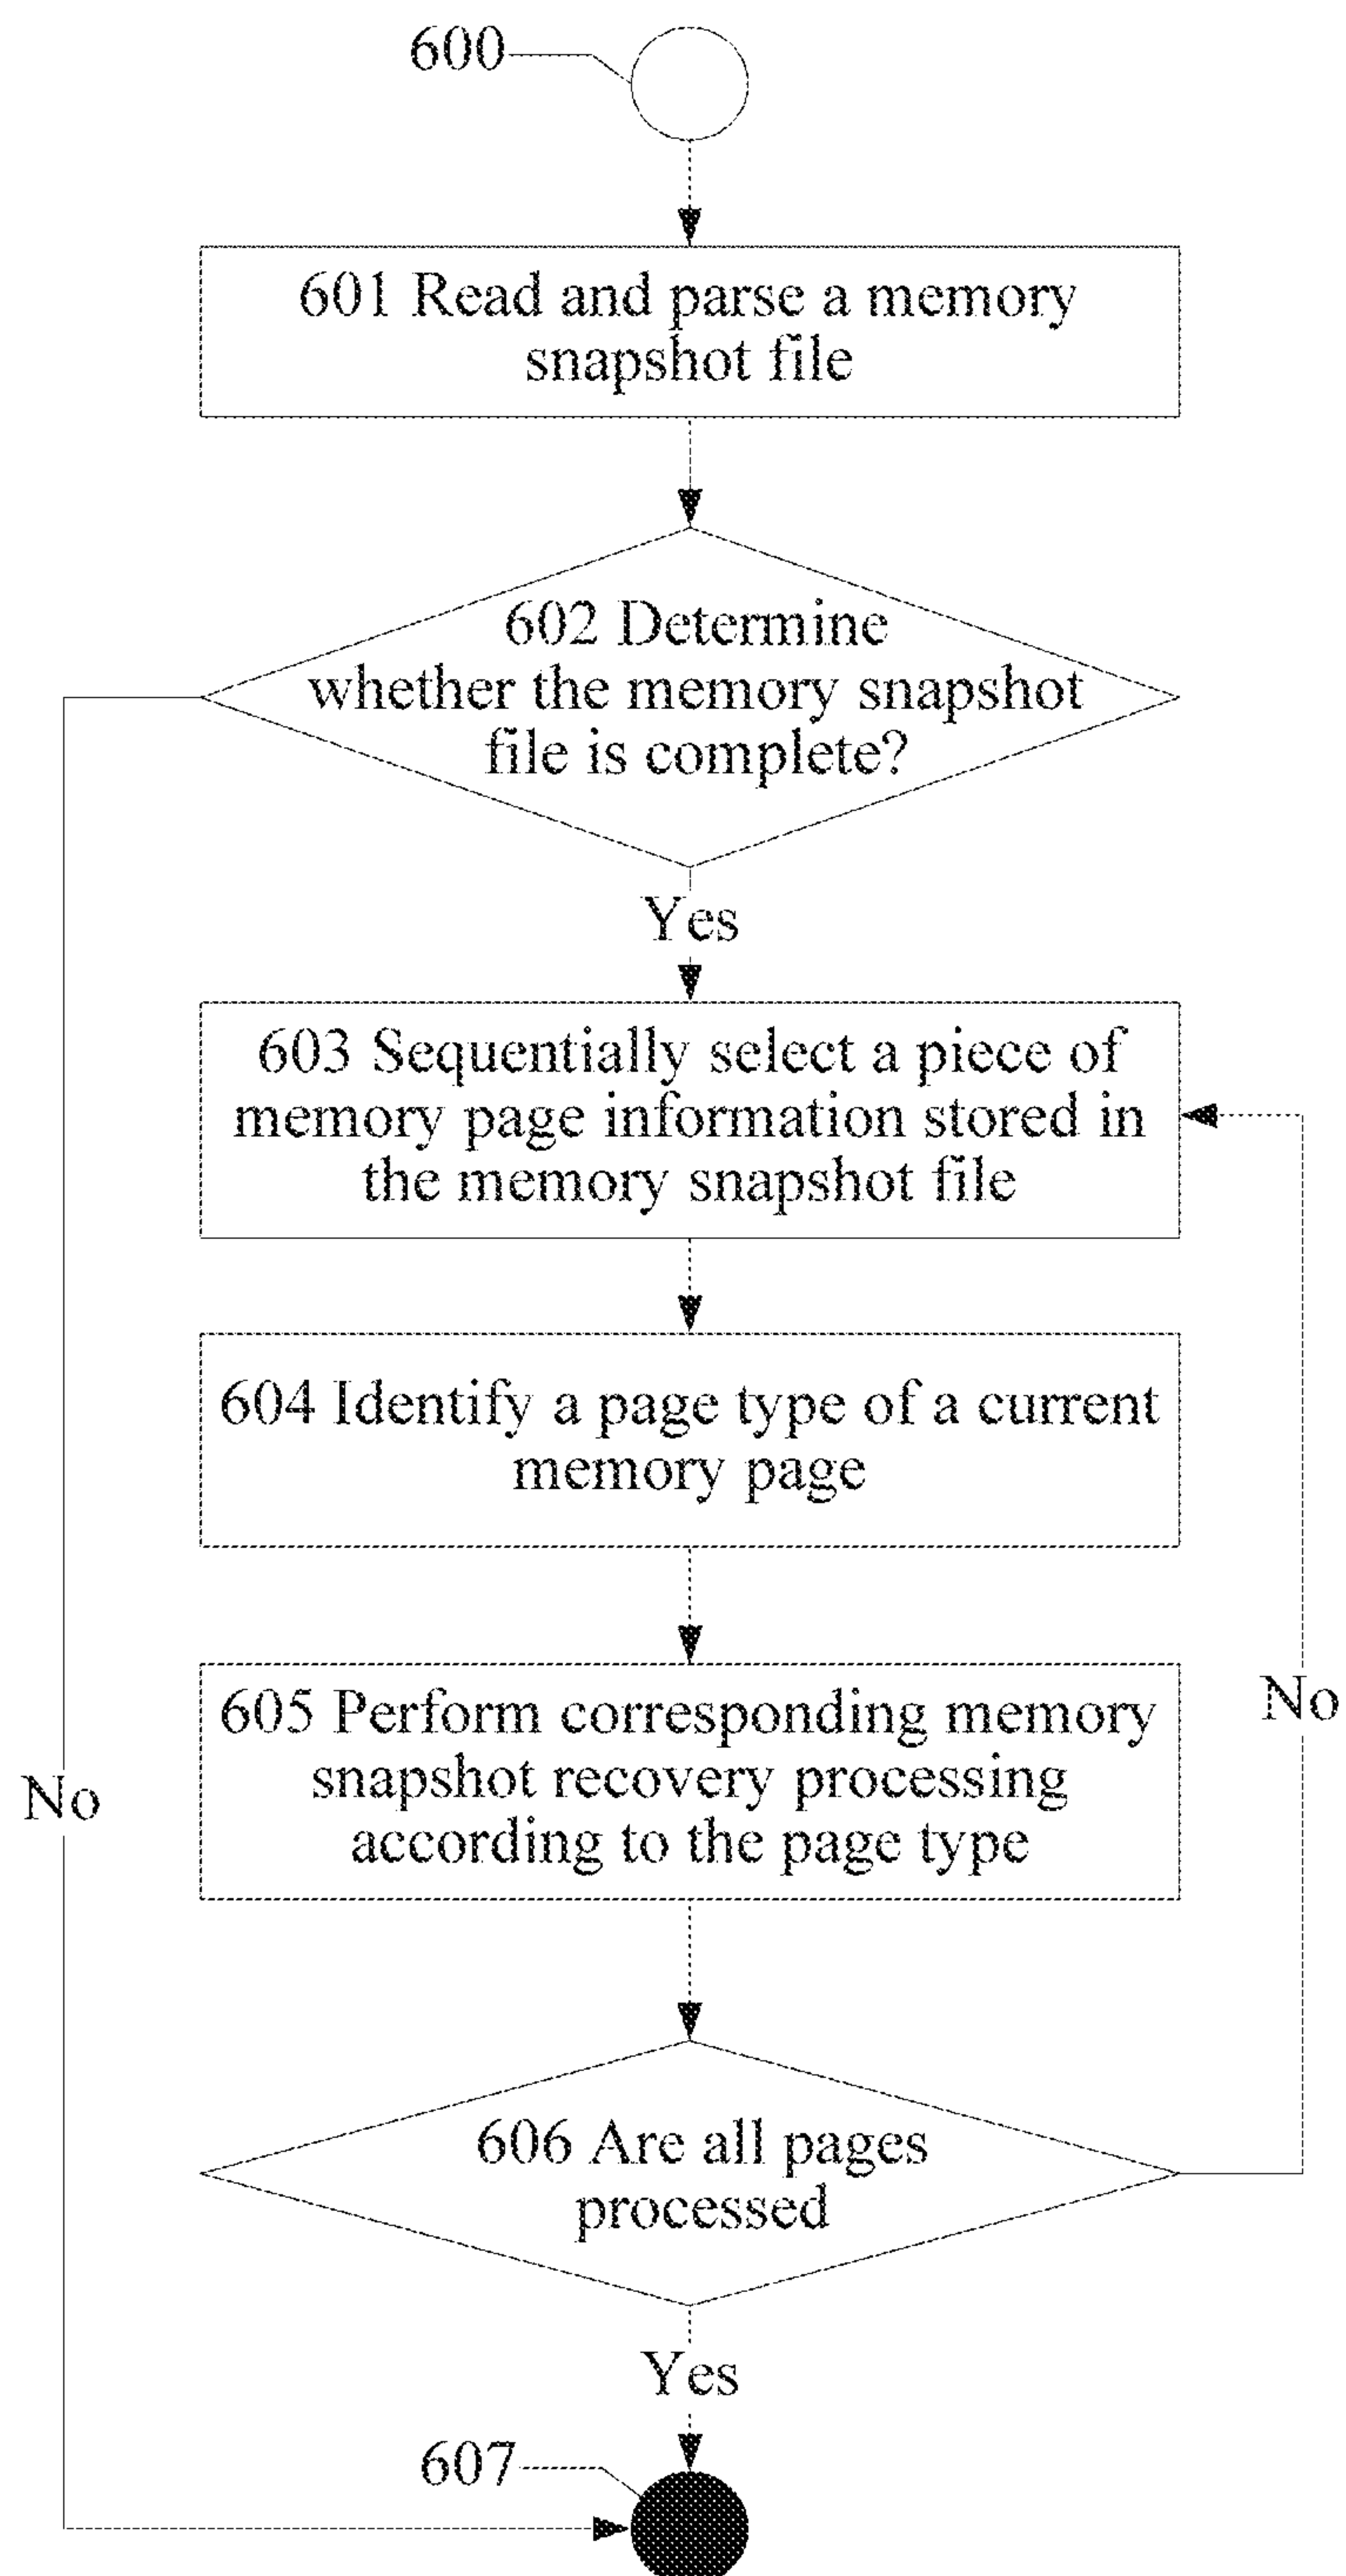 600
601 Read and parse a memory
snapshot file
602 Determine
whether the memory snapshot
file is complete?
Yes
603 Sequentially select a piece of
memory page information stored in
the memory snapshot file
604 Identify a page type of a current
memory page
605 Perform corresponding memory
snapshot recovery processing
according to the page type
No
No
606 Are all pages
processed
Yes
607